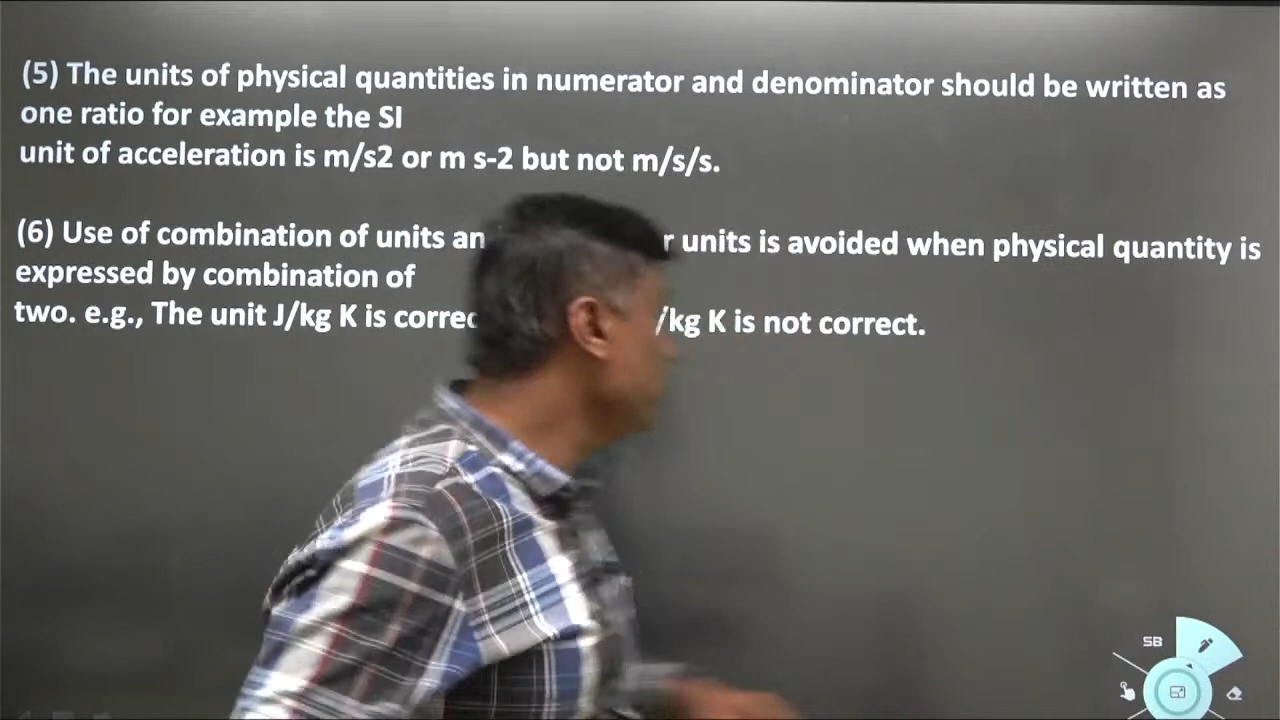 (5) The units of physical quantities in numerator and denominator should be written as
one ratio for example the SI
unit of acceleration is m/s2 or m s-2 but not m/s/s.
(6) Use of combination of units an r units is avoided when physical quantity is
expressed by combination of
two. e.g., The unit J/kg K is correc /kg K is not correct.
SB